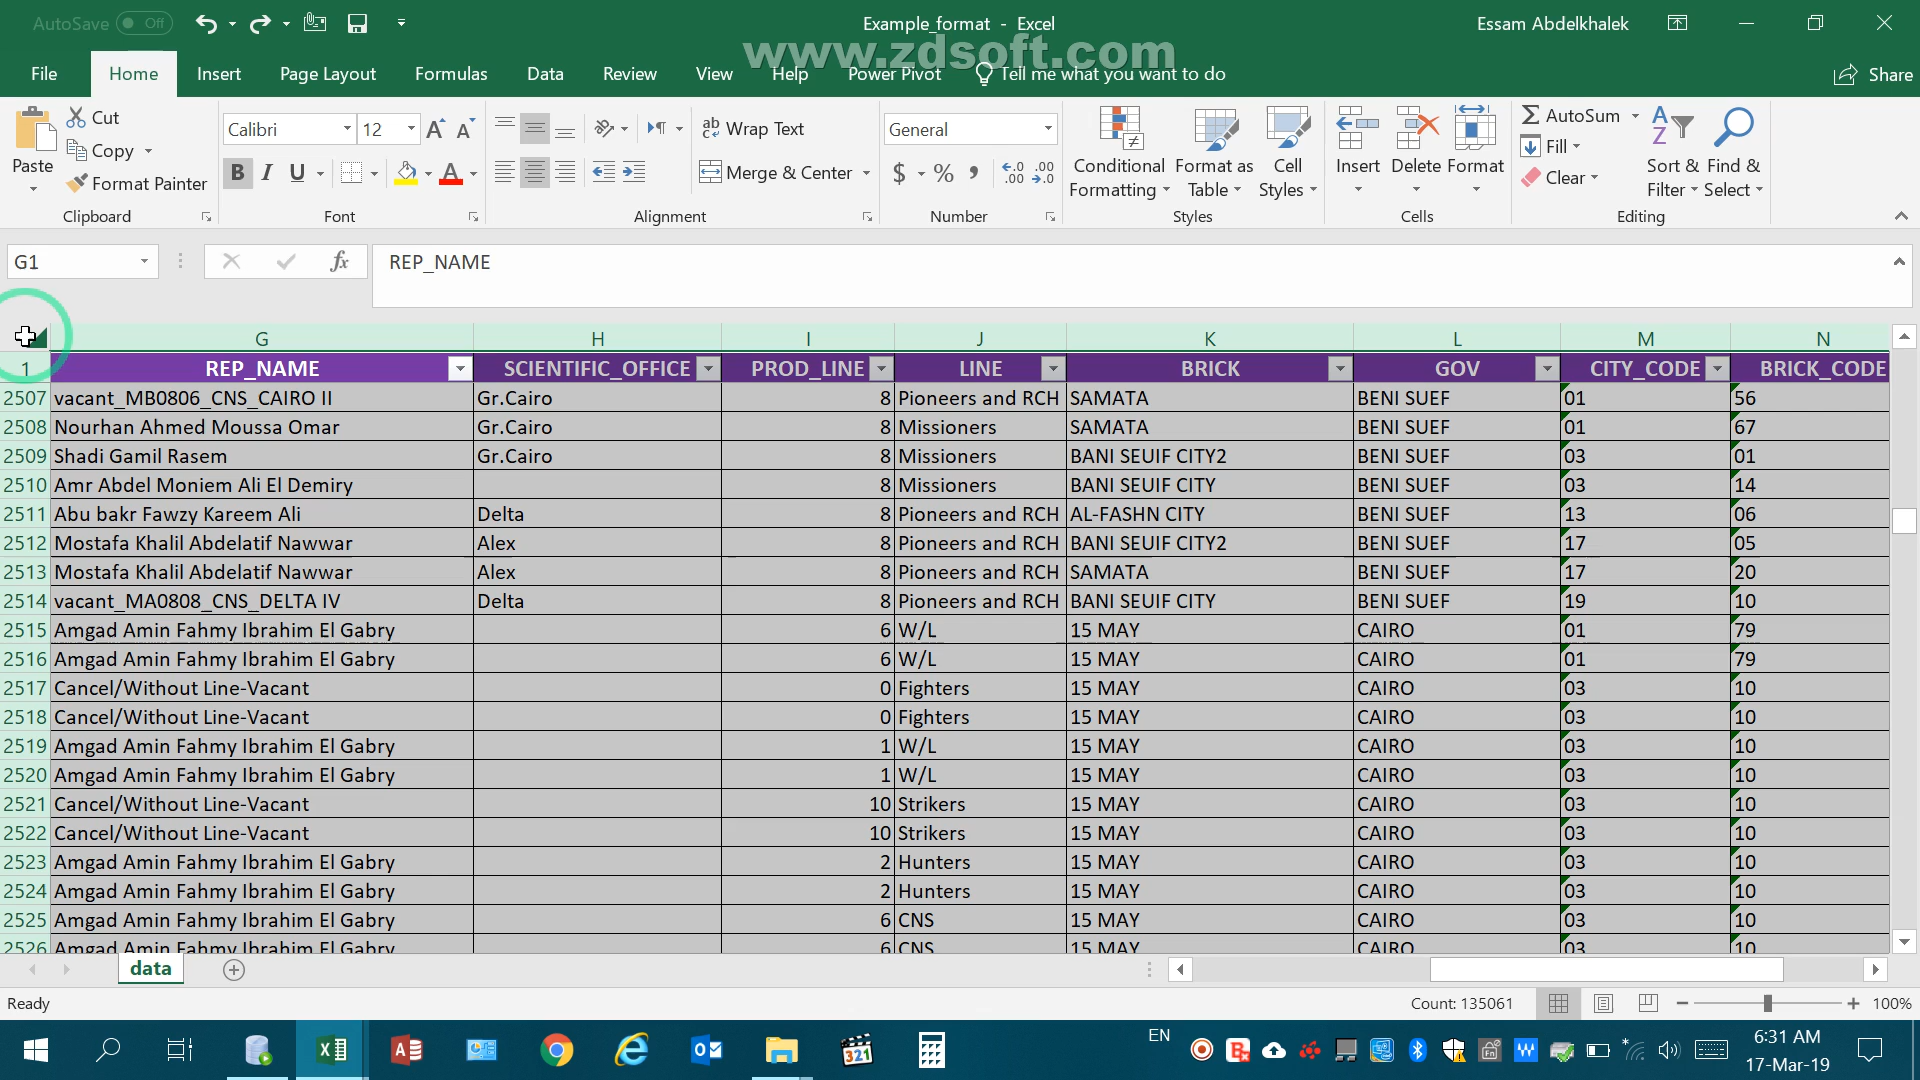 AutoSave Off Example_format - Excel Essam Abdelkhalek
www.zdsoft.com
File Home Insert Page Layout Formulas Data Review View Help Power Pivot Tell me what you want to do Share
Paste Cut Copy Format Painter Clipboard
Calibri 12 B I U Font
Wrap Text Merge & Center Alignment
General $ % Number
Conditional Formatting Format as Table Cell Styles Styles
Insert Delete Format Cells
AutoSum Fill Clear Sort & Filter Find & Select Editing
G1 fx REP_NAME
G H I J K L M N
1 REP_NAME SCIENTIFIC_OFFICE PROD_LINE LINE BRICK GOV CITY_CODE BRICK_CODE
2507 vacant_MB0806_CNS_CAIRO II Gr.Cairo 8 Pioneers and RCH SAMATA BENI SUEF 01 56
2508 Nourhan Ahmed Moussa Omar Gr.Cairo 8 Missioners SAMATA BENI SUEF 01 67
2509 Shadi Gamil Rasem Gr.Cairo 8 Missioners BANI SEUIF CITY2 BENI SUEF 03 01
2510 Amr Abdel Moniem Ali El Demiry 8 Missioners BANI SEUIF CITY BENI SUEF 03 14
2511 Abu bakr Fawzy Kareem Ali Delta 8 Pioneers and RCH AL-FASHN CITY BENI SUEF 13 06
2512 Mostafa Khalil Abdelatif Nawwar Alex 8 Pioneers and RCH BANI SEUIF CITY2 BENI SUEF 17 05
2513 Mostafa Khalil Abdelatif Nawwar Alex 8 Pioneers and RCH SAMATA BENI SUEF 17 20
2514 vacant_MA0808_CNS_DELTA IV Delta 8 Pioneers and RCH BANI SEUIF CITY BENI SUEF 19 10
2515 Amgad Amin Fahmy Ibrahim El Gabry 6 W/L 15 MAY CAIRO 01 79
2516 Amgad Amin Fahmy Ibrahim El Gabry 6 W/L 15 MAY CAIRO 01 79
2517 Cancel/Without Line-Vacant 0 Fighters 15 MAY CAIRO 03 10
2518 Cancel/Without Line-Vacant 0 Fighters 15 MAY CAIRO 03 10
2519 Amgad Amin Fahmy Ibrahim El Gabry 1 W/L 15 MAY CAIRO 03 10
2520 Amgad Amin Fahmy Ibrahim El Gabry 1 W/L 15 MAY CAIRO 03 10
2521 Cancel/Without Line-Vacant 10 Strikers 15 MAY CAIRO 03 10
2522 Cancel/Without Line-Vacant 10 Strikers 15 MAY CAIRO 03 10
2523 Amgad Amin Fahmy Ibrahim El Gabry 2 Hunters 15 MAY CAIRO 03 10
2524 Amgad Amin Fahmy Ibrahim El Gabry 2 Hunters 15 MAY CAIRO 03 10
2525 Amgad Amin Fahmy Ibrahim El Gabry 6 CNS 15 MAY CAIRO 03 10
2526 Amgad Amin Fahmy Ibrahim El Gabry 6 CNS 15 MAY CAIRO 03 10
data
Ready Count: 135061 100%
EN 6:31 AM
17-Mar-19